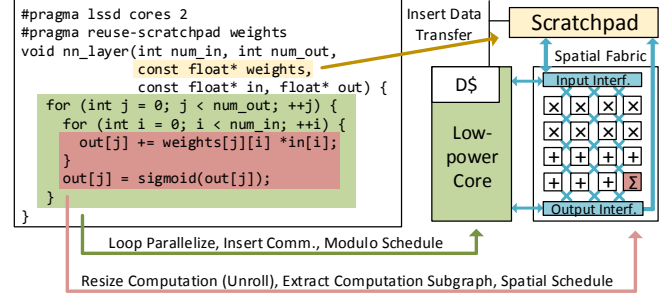 #pragma lssd cores 2
#pragma reuse-scratchpad weights
void nn_layer(int num_in, int num_out,
const float* weights,
const float* in, float* out) {
for (int j = 0; j < num_out; ++j) {
for (int i = 0; i < num_in; ++i) {
out[j] += weights[j][i] *in[i];
}
out[j] = sigmoid(out[j]);
}
}
Insert Data
Transfer
Scratchpad
Spatial Fabric
D$
Low-
power
Core
Input Interf.
× × × ×
× × × ×
+ + + +
+ + + Σ
Output Interf.
Loop Parallelize, Insert Comm., Modulo Schedule
Resize Computation (Unroll), Extract Computation Subgraph, Spatial Schedule